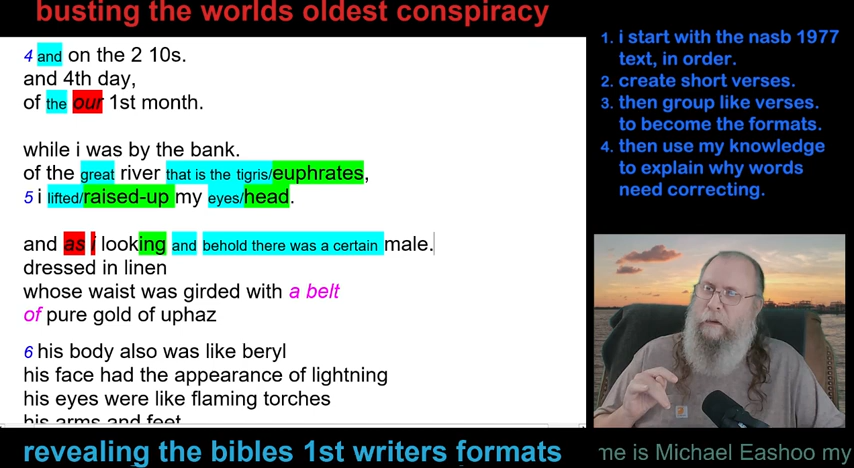 busting the worlds oldest conspiracy
4 and on the 2 10s.
and 4th day,
of the our 1st month.
while i was by the bank.
of the great river that is the tigris/euphrates,
5 i lifted/raised-up my eyes/head.
and as i looking and behold there was a certain male.
dressed in linen
whose waist was girded with a belt
of pure gold of uphaz
6 his body also was like beryl
his face had the appearance of lightning
his eyes were like flaming torches
his arms and feet
1. i start with the nasb 1977
text, in order.
2. create short verses.
3. then group like verses.
to become the formats.
4. then use my knowledge
to explain why words
need correcting.
revealing the bibles 1st writers formats
me is Michael Eashoo my